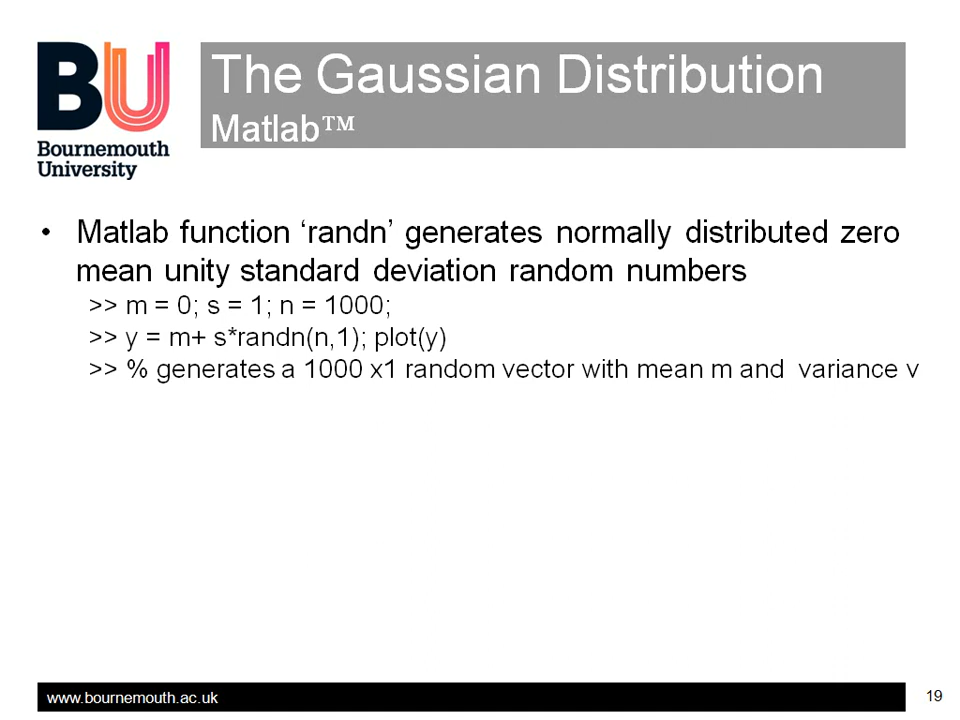 BU
Bournemouth
University
The Gaussian Distribution
Matlab™
• Matlab function ‘randn’ generates normally distributed zero
mean unity standard deviation random numbers
>> m = 0; s = 1; n = 1000;
>> y = m+ s*randn(n,1); plot(y)
>> % generates a 1000 x1 random vector with mean m and variance v
www.bournemouth.ac.uk
19